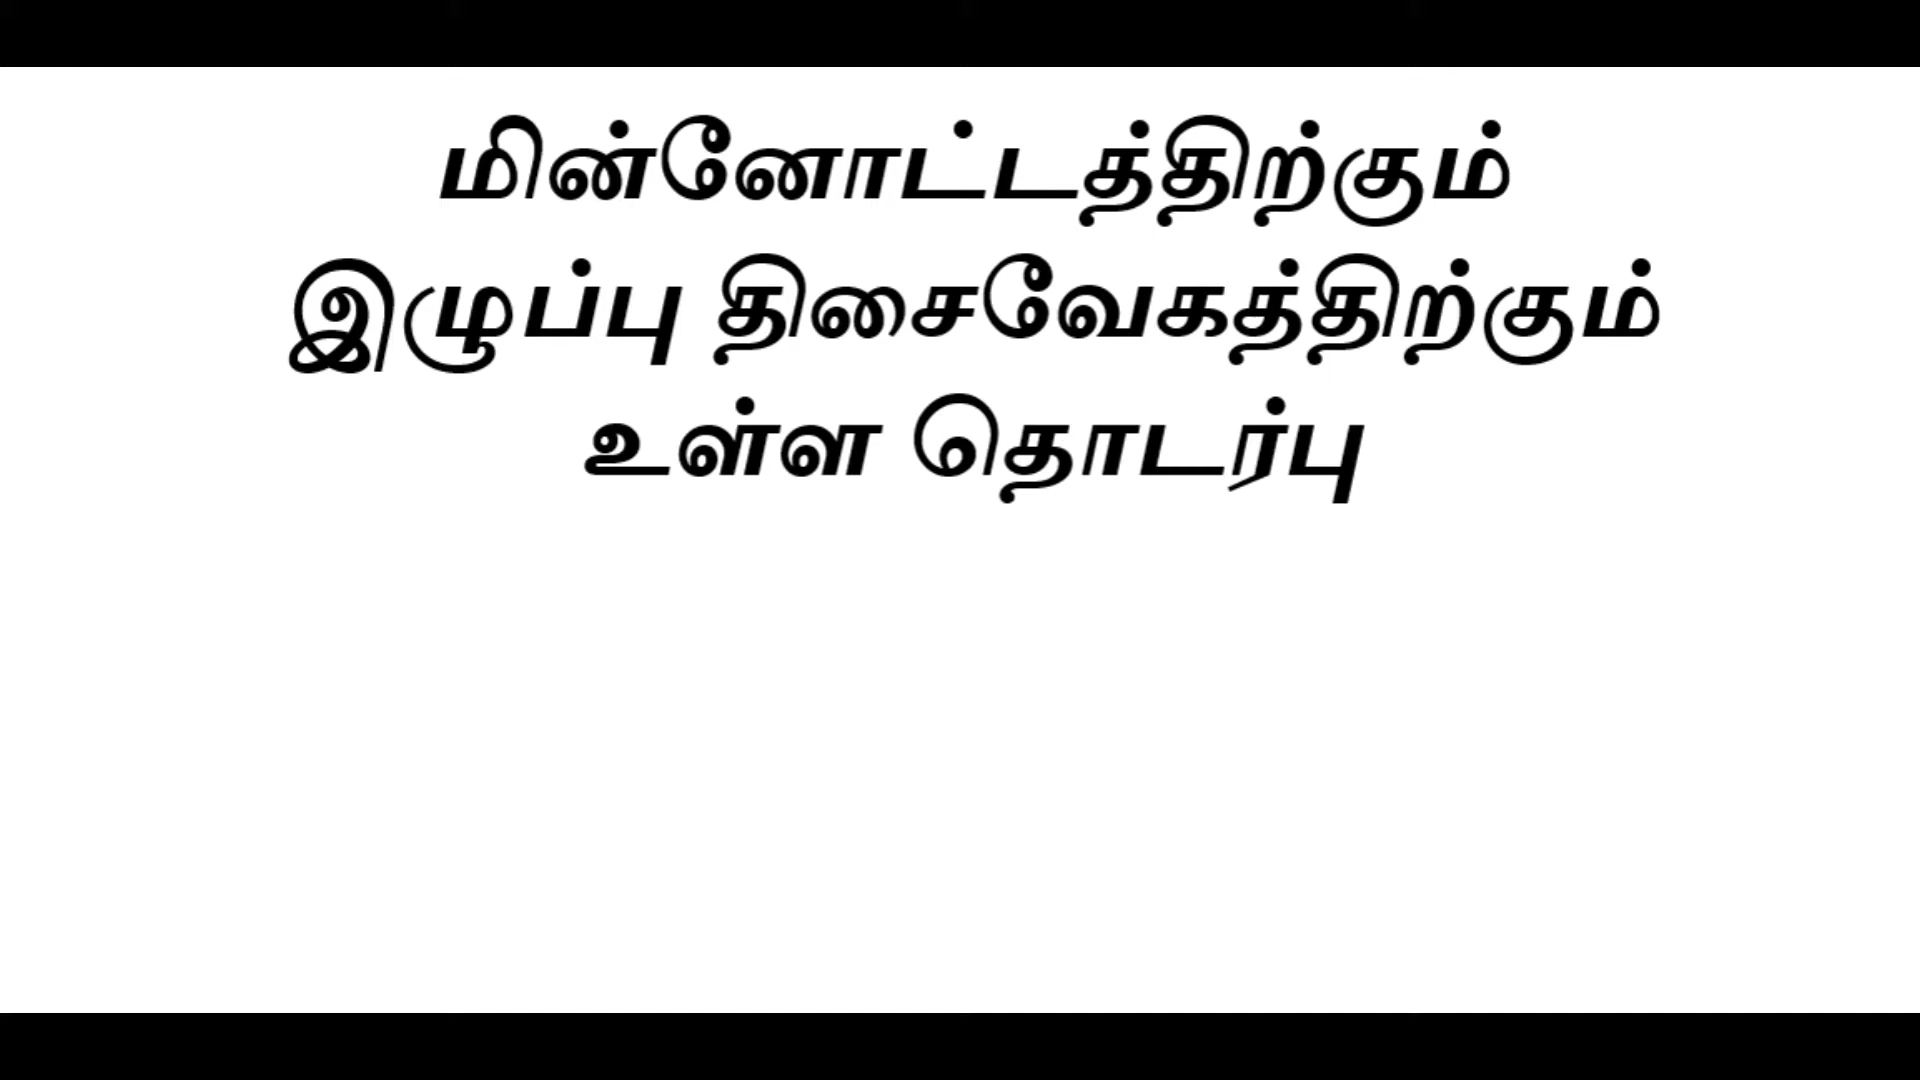 மின்னோட்டத்திற்கும்
இழுப்பு திசைவேகத்திற்கும்
உள்ள தொடர்பு